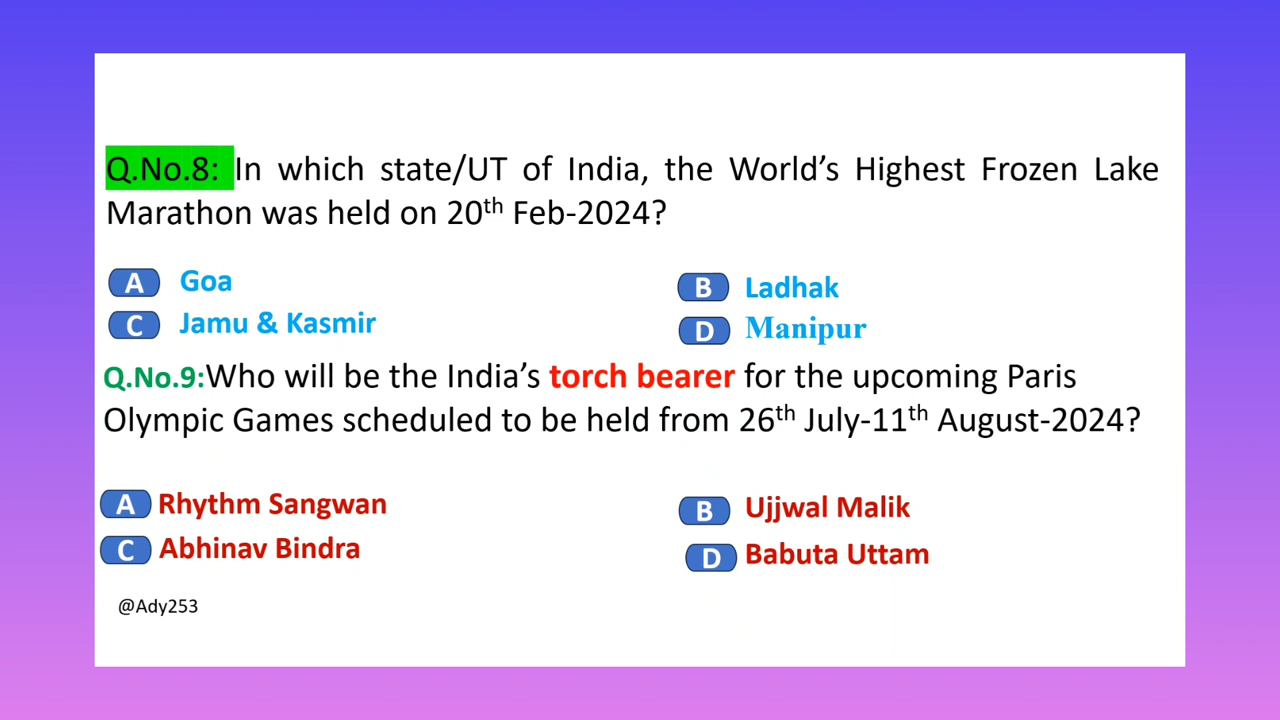 Q.No.8: In which state/UT of India, the World's Highest Frozen Lake
Marathon was held on 20th Feb-2024?
A Goa B Ladhak
C Jamu & Kasmir D Manipur
Q.No.9:Who will be the India's torch bearer for the upcoming Paris
Olympic Games scheduled to be held from 26th July-11th August-2024?
A Rhythm Sangwan B Ujjwal Malik
C Abhinav Bindra D Babuta Uttam
@Ady253